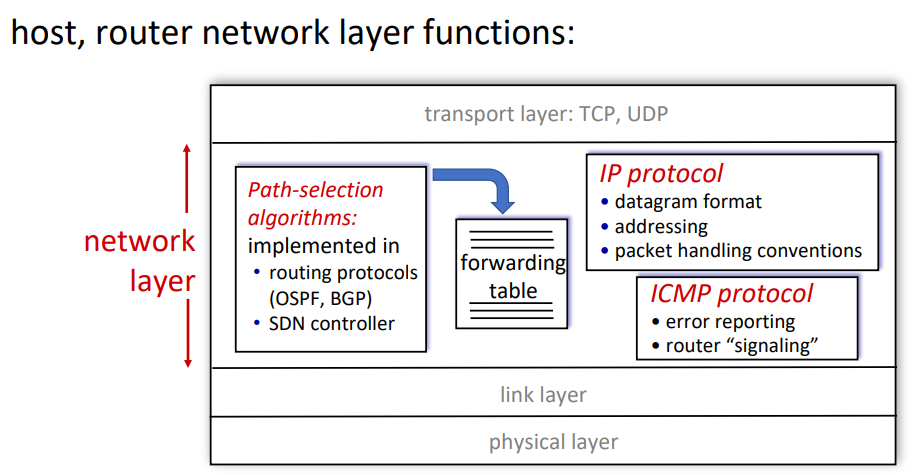 host, router network layer functions:
transport layer: TCP, UDP
network
layer
Path-selection
algorithms:
implemented in
• routing protocols
(OSPF, BGP)
• SDN controller
forwarding
table
IP protocol
• datagram format
• addressing
• packet handling conventions
ICMP protocol
• error reporting
• router “signaling”
link layer
physical layer